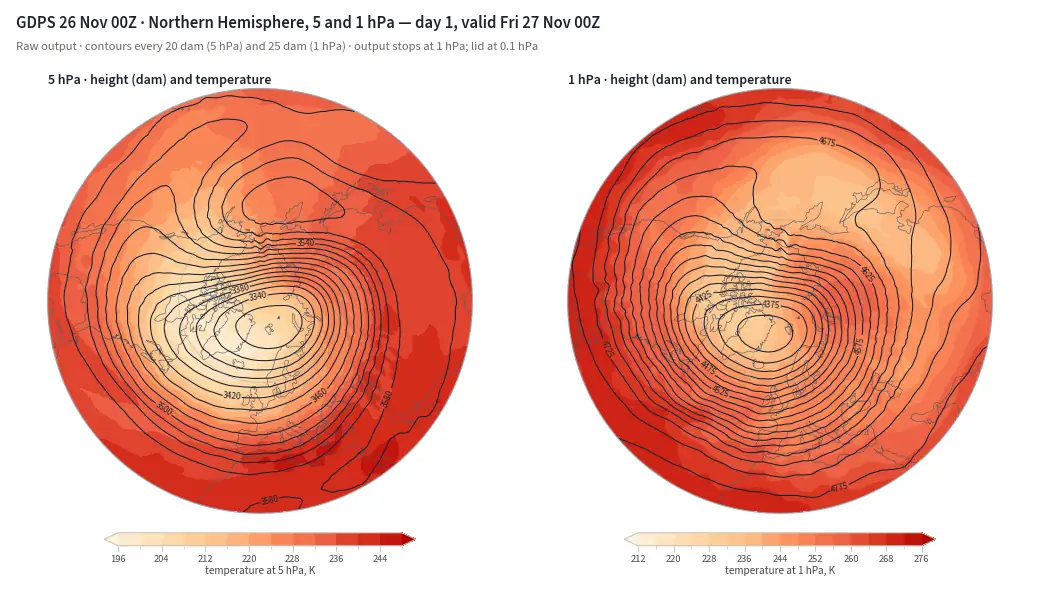 GDPS 26 Nov 00Z · Northern Hemisphere, 5 and 1 hPa — day 1, valid Fri 27 Nov 00Z
Raw output · contours every 20 dam (5 hPa) and 25 dam (1 hPa) · output stops at 1 hPa; lid at 0.1 hPa
5 hPa · height (dam) and temperature
1 hPa · height (dam) and temperature
4675
3540
4625
3380
3340
4425
4375
4725
4575
4475
3420
3460
3580
3500
4525
4775
3580
196 204 212 220 228 236 244
temperature at 5 hPa, K
212 220 228 236 244 252 260 268 276
temperature at 1 hPa, K